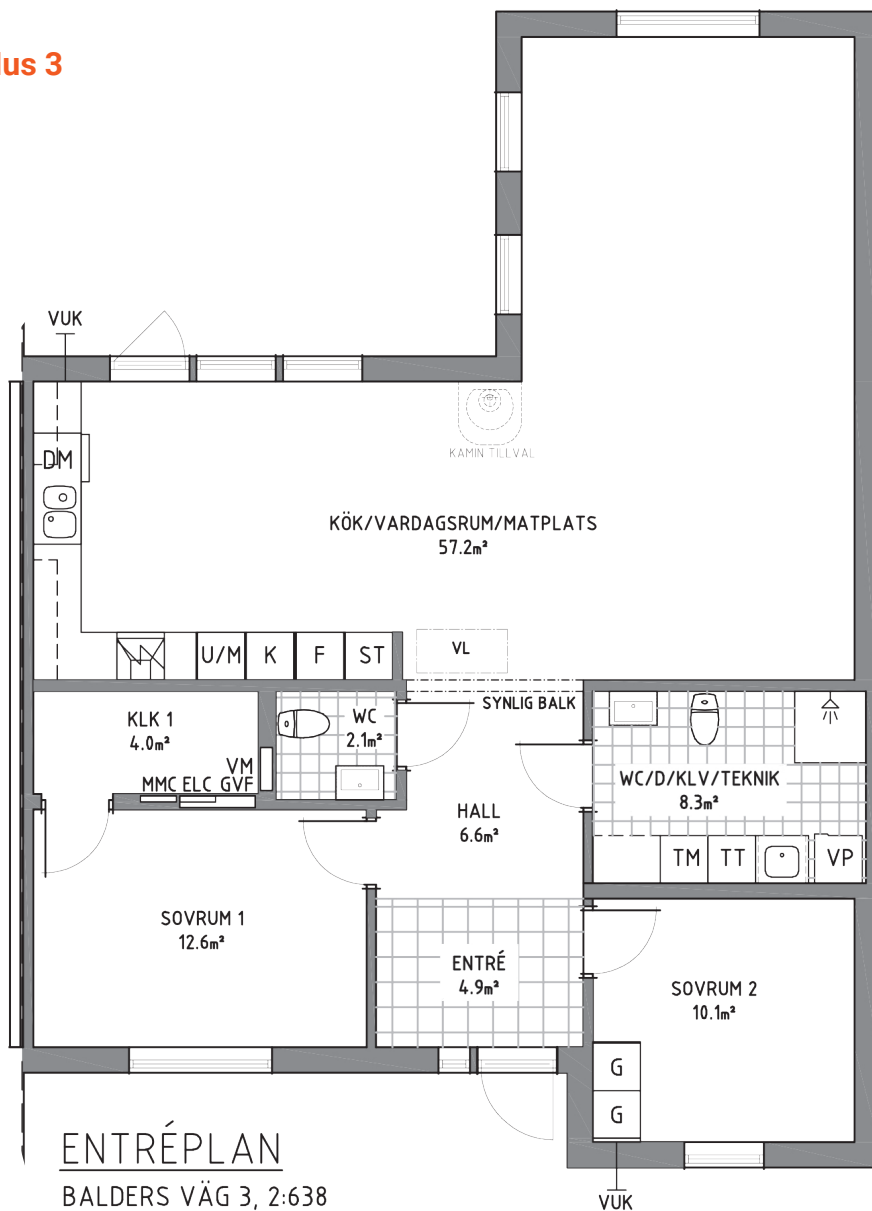 lus 3
VUK
DM
KAMIN TILLVAL
KÖK/VARDAGSRUM/MATPLATS
57.2m²
U/M K F ST
VL
SYNLIG BALK
KLK 1
4.0m²
WC
2.1m²
VM
MMC ELC GVF
HALL
6.6m²
WC/D/KLV/TEKNIK
8.3m²
TM TT VP
SOVRUM 1
12.6m²
ENTRÉ
4.9m²
SOVRUM 2
10.1m²
G
G
VUK
ENTRÉPLAN
BALDERS VÄG 3, 2:638